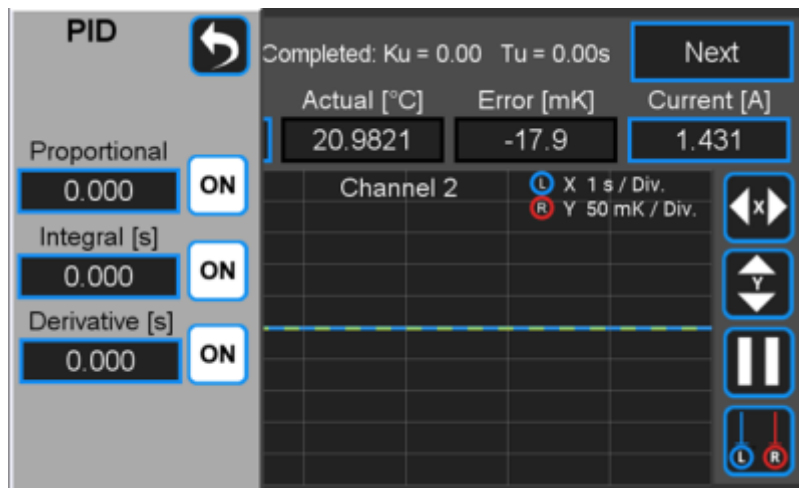 PID
Completed: Ku = 0.00 Tu = 0.00s
Next
Actual [°C]
Error [mK]
Current [A]
20.9821
-17.9
1.431
Proportional
0.000
ON
Integral [s]
0.000
ON
Derivative [s]
0.000
ON
Channel 2
L X 1 s / Div.
R Y 50 mK / Div.
X
Y
L
R